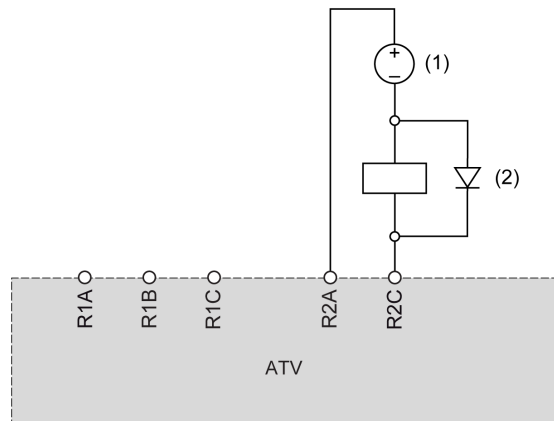 +
− (1)
(2)
R1A R1B R1C R2A R2C
ATV